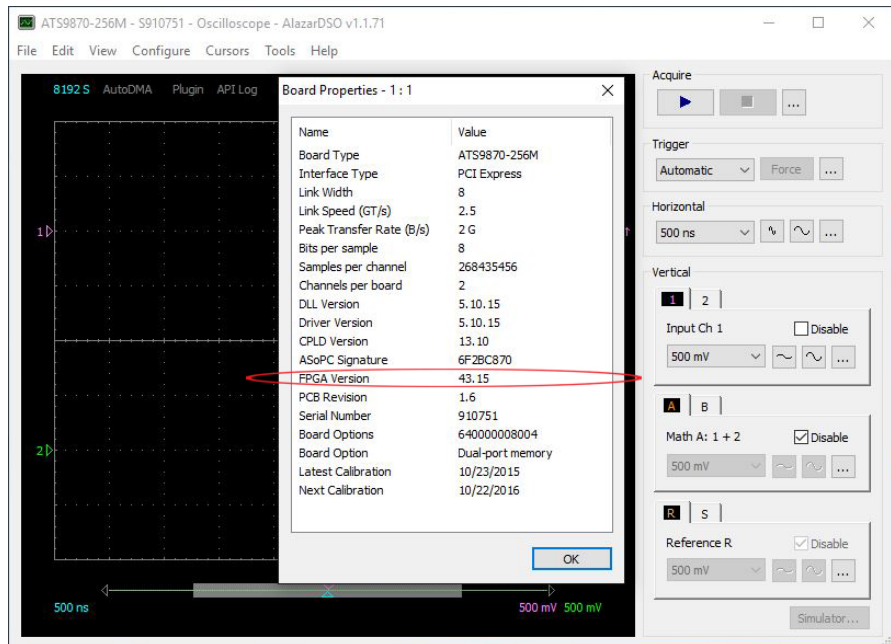 ATS9870-256M - S910751 - Oscilloscope - AlazarDSO v1.1.71
File Edit View Configure Cursors Tools Help
8192 S AutoDMA Plugin API Log
1
2
500 ns 500 mV 500 mV
Board Properties - 1 : 1
Name Value
Board Type ATS9870-256M
Interface Type PCI Express
Link Width 8
Link Speed (GT/s) 2.5
Peak Transfer Rate (B/s) 2 G
Bits per sample 8
Samples per channel 268435456
Channels per board 2
DLL Version 5.10.15
Driver Version 5.10.15
CPLD Version 13.10
ASoPC Signature 6F2BC870
FPGA Version 43.15
PCB Revision 1.6
Serial Number 910751
Board Options 640000008004
Board Option Dual-port memory
Latest Calibration 10/23/2015
Next Calibration 10/22/2016
OK
Acquire
...
Trigger
Automatic Force ...
Horizontal
500 ns ...
Vertical
1 2
Input Ch 1 Disable
500 mV ...
A B
Math A: 1 + 2 Disable
500 mV ...
R S
Reference R Disable
500 mV ...
Simulator...